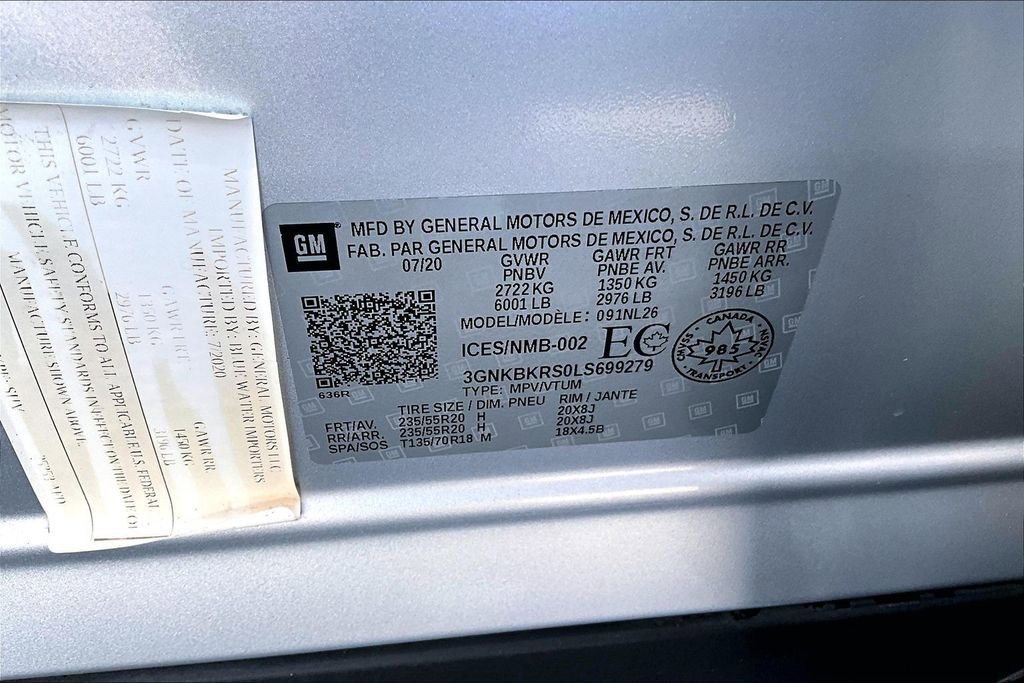 MANUFACTURED BY: GENERAL MOTORS LLC
IMPORTED BY: BLUE WATER IMPORTERS
DATE OF MANUFACTURE: 7/2020
GVWR
GAWR FRT
GAWR RR
2722 KG
1350 KG
1450 KG
6001 LB
2976 LB
3196 LB
THIS VEHICLE CONFORMS TO ALL APPLICABLE U.S. FEDERAL
MOTOR VEHICLE SAFETY STANDARDS IN EFFECT ON THE DATE OF
MANUFACTURE SHOWN ABOVE.
GM
MFD BY GENERAL MOTORS DE MEXICO, S. DE R.L. DE C.V.
FAB. PAR GENERAL MOTORS DE MEXICO, S. DE R.L. DE C.V.
07/20 GVWR GAWR FRT GAWR RR
PNBV PNBE AV. PNBE ARR.
2722 KG 1350 KG 1450 KG
6001 LB 2976 LB 3196 LB
MODEL/MODÈLE: 091NL26
ICES/NMB-002 EC
CANADA
CMVSS 985 NSVAC
TRANSPORT
3GNKBKRS0LS699279
TYPE: MPV/VTUM
636R
TIRE SIZE / DIM. PNEU RIM / JANTE
FRT/AV. 235/55R20 H 20X8J
RR/ARR. 235/55R20 H 20X8J
SPA/SOS T135/70R18 M 18X4.5B